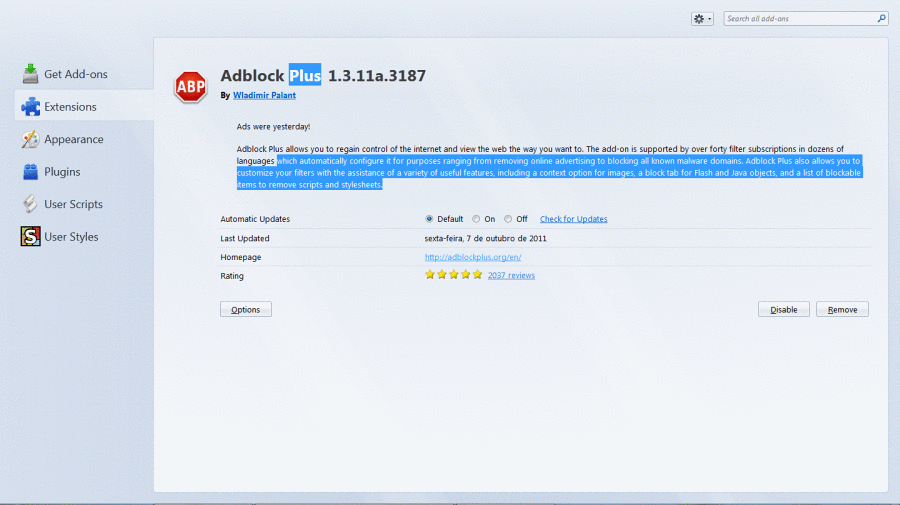 Search all add-ons
Get Add-ons
Extensions
Appearance
Plugins
User Scripts
User Styles
ABP
Adblock Plus 1.3.11a.3187
By Wladimir Palant
Ads were yesterday!
Adblock Plus allows you to regain control of the internet and view the web the way you want to. The add-on is supported by over forty filter subscriptions in dozens of
languages which automatically configure it for purposes ranging from removing online advertising to blocking all known malware domains. Adblock Plus also allows you to
customize your filters with the assistance of a variety of useful features, including a context option for images, a block tab for Flash and Java objects, and a list of blockable
items to remove scripts and stylesheets.
Automatic Updates Default On Off Check for Updates
Last Updated sexta-feira, 7 de outubro de 2011
Homepage http://adblockplus.org/en/
Rating 2037 reviews
Options Disable Remove